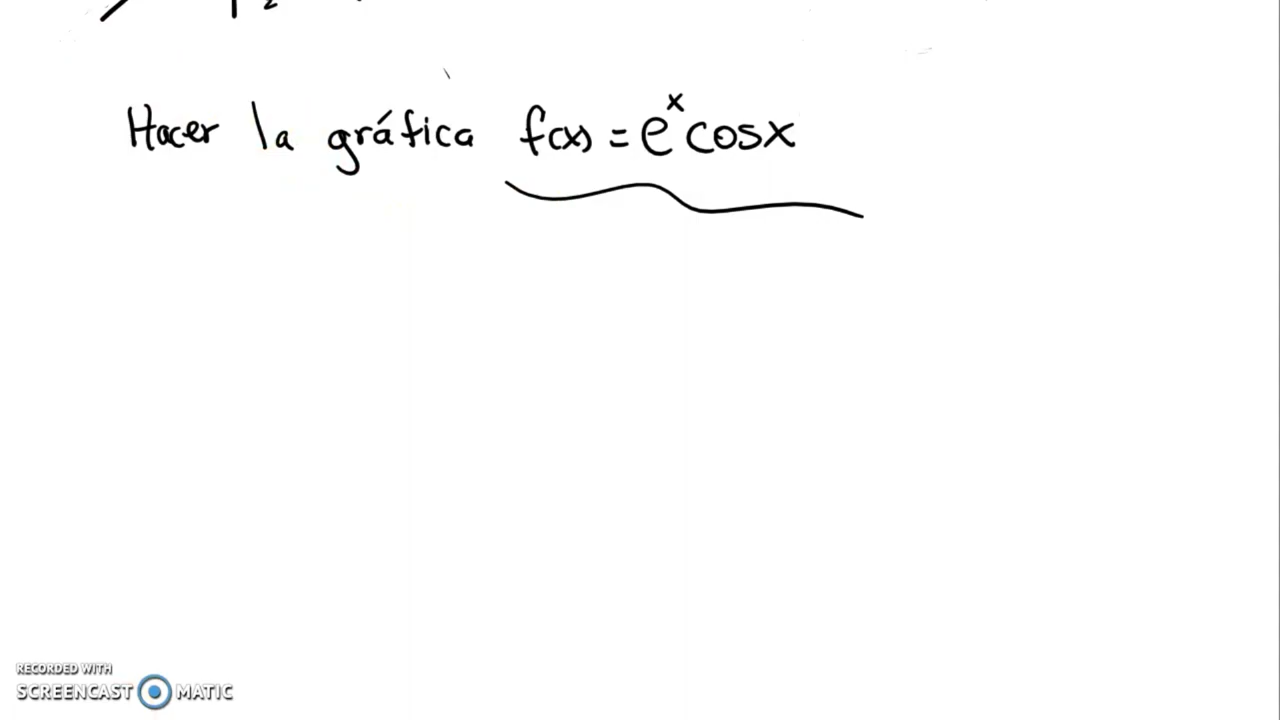 Hacer la gráfica f(x) = e^x cosx
RECORDED WITH
SCREENCAST MATIC